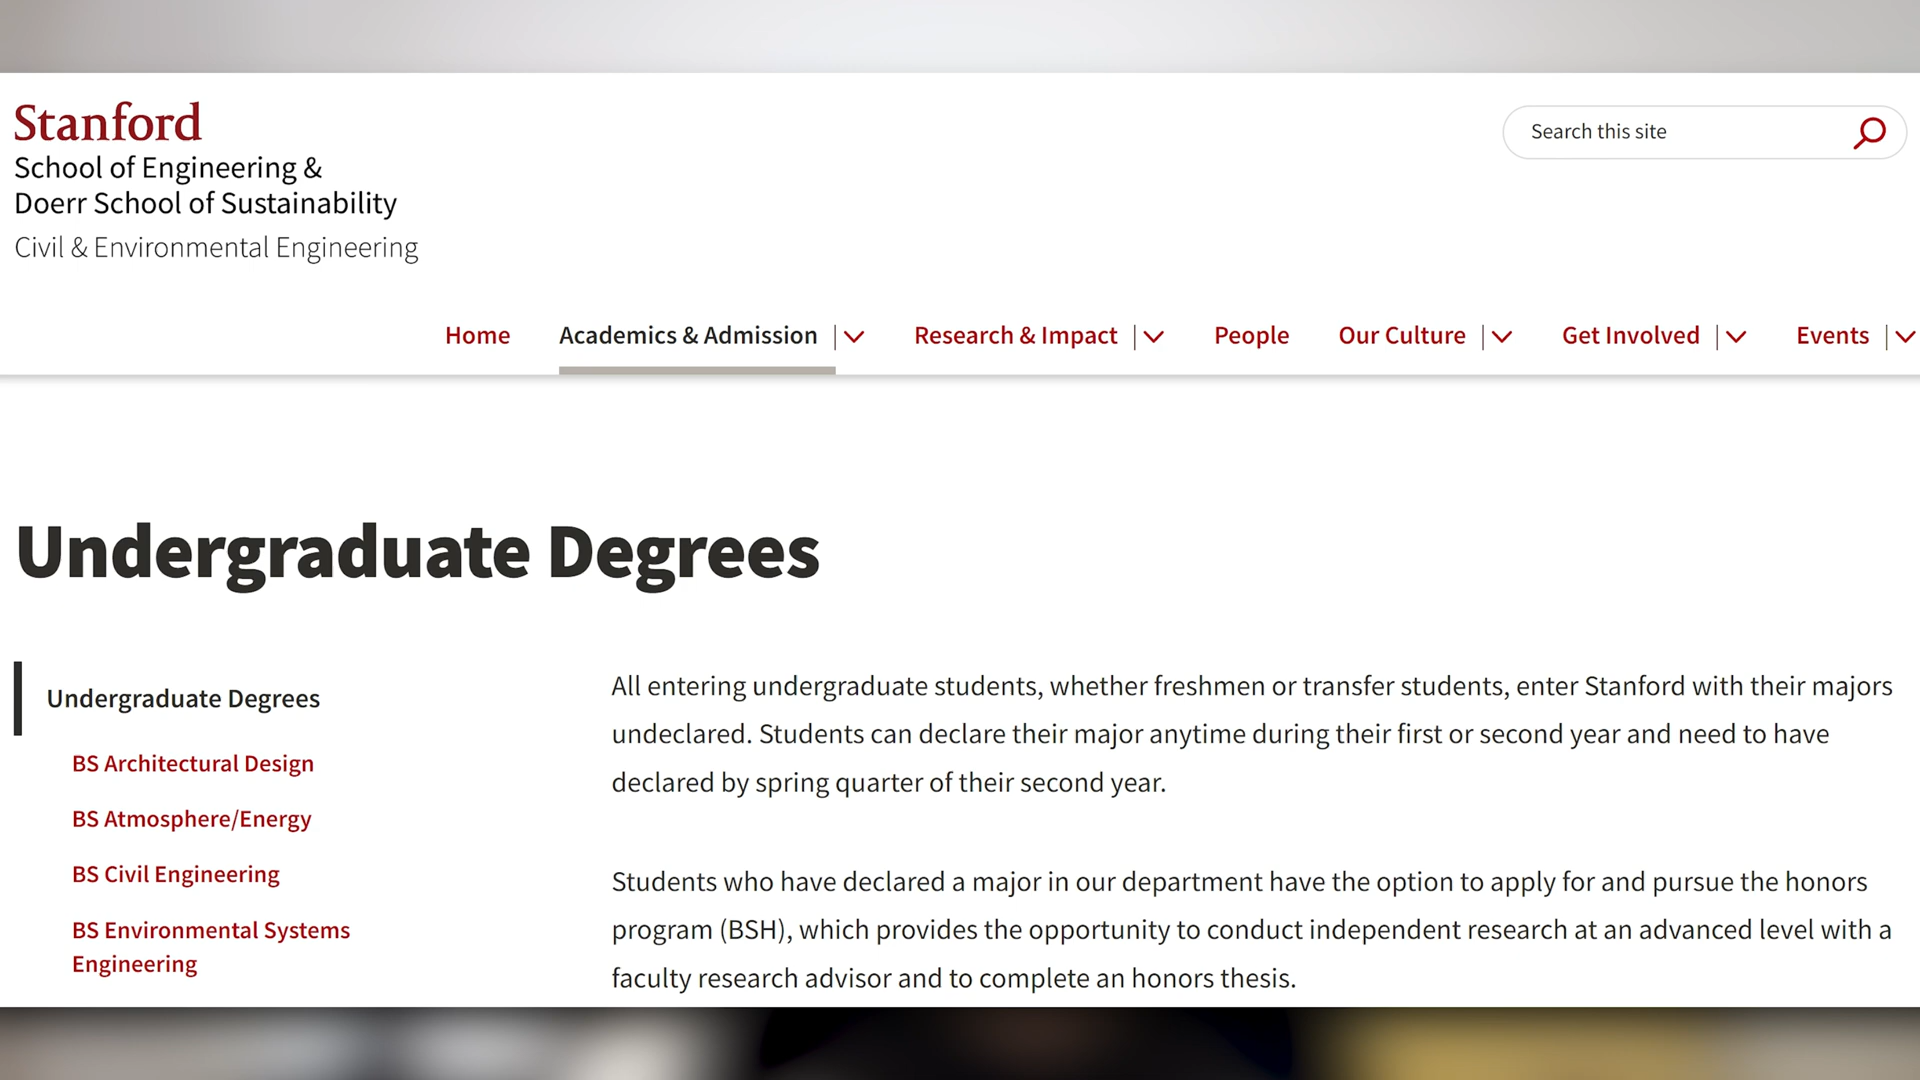 Stanford
School of Engineering &
Doerr School of Sustainability
Civil & Environmental Engineering
Search this site
Home
Academics & Admission
Research & Impact
People
Our Culture
Get Involved
Events
Undergraduate Degrees
Undergraduate Degrees
BS Architectural Design
BS Atmosphere/Energy
BS Civil Engineering
BS Environmental Systems
Engineering
All entering undergraduate students, whether freshmen or transfer students, enter Stanford with their majors
undeclared. Students can declare their major anytime during their first or second year and need to have
declared by spring quarter of their second year.
Students who have declared a major in our department have the option to apply for and pursue the honors
program (BSH), which provides the opportunity to conduct independent research at an advanced level with a
faculty research advisor and to complete an honors thesis.